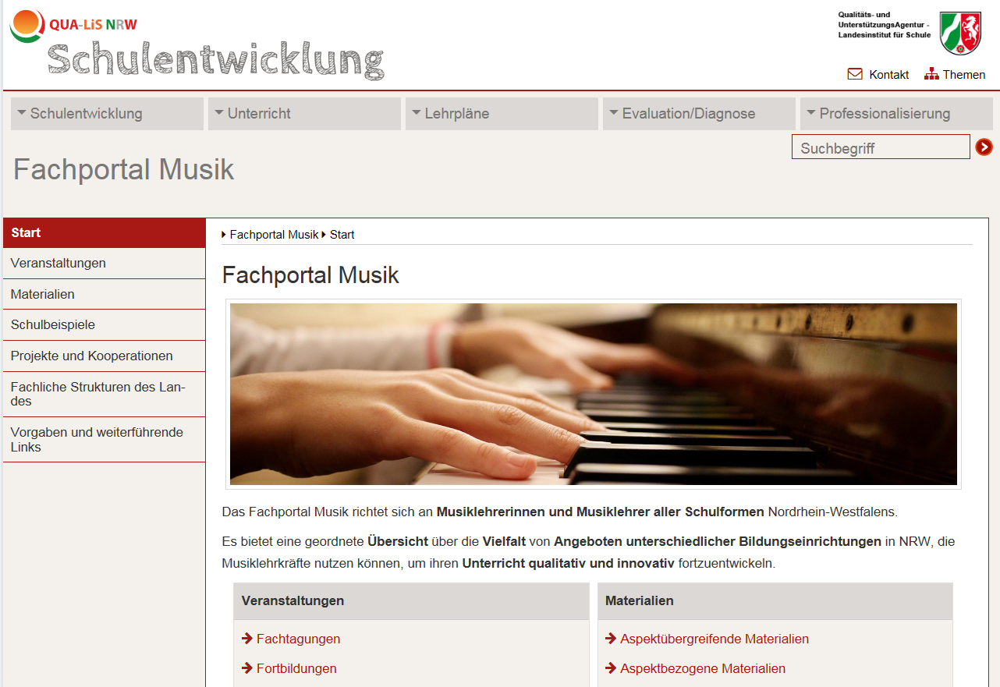 QUA-LiS NRW
Schulentwicklung
Qualitäts- und
UnterstützungsAgentur -
Landesinstitut für Schule
Kontakt
Themen
Schulentwicklung
Unterricht
Lehrpläne
Evaluation/Diagnose
Professionalisierung
Suchbegriff
Fachportal Musik
Start
Veranstaltungen
Materialien
Schulbeispiele
Projekte und Kooperationen
Fachliche Strukturen des Lan-
des
Vorgaben und weiterführende
Links
Fachportal Musik Start
Fachportal Musik
Das Fachportal Musik richtet sich an Musiklehrerinnen und Musiklehrer aller Schulformen Nordrhein-Westfalens.
Es bietet eine geordnete Übersicht über die Vielfalt von Angeboten unterschiedlicher Bildungseinrichtungen in NRW, die
Musiklehrkräfte nutzen können, um ihren Unterricht qualitativ und innovativ fortzuentwickeln.
Veranstaltungen
Fachtagungen
Fortbildungen
Materialien
Aspektübergreifende Materialien
Aspektbezogene Materialien